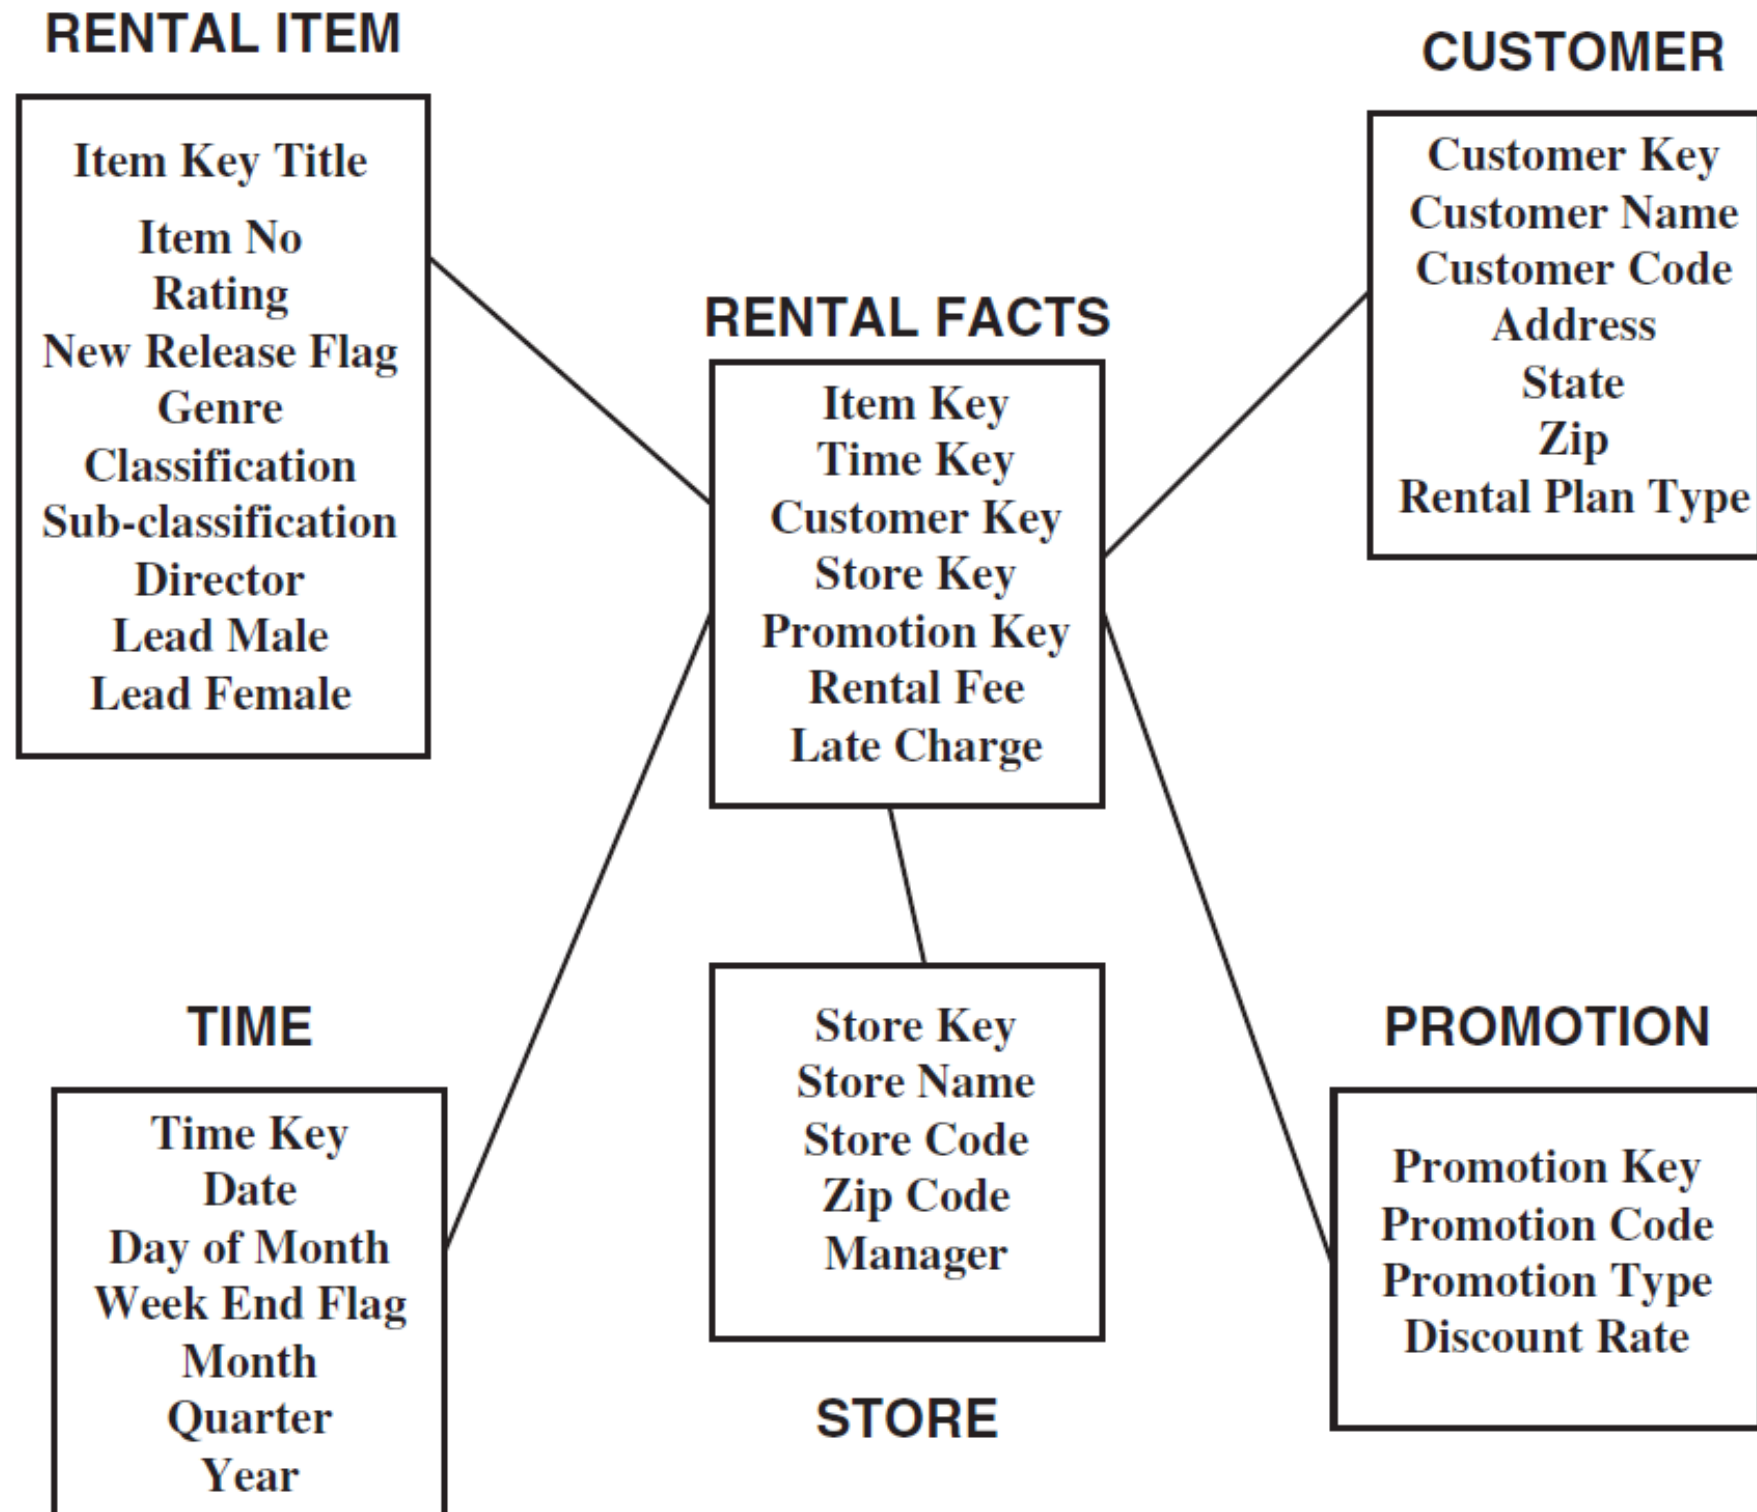 RENTAL ITEM
Item Key Title
Item No
Rating
New Release Flag
Genre
Classification
Sub-classification
Director
Lead Male
Lead Female
CUSTOMER
Customer Key
Customer Name
Customer Code
Address
State
Zip
Rental Plan Type
RENTAL FACTS
Item Key
Time Key
Customer Key
Store Key
Promotion Key
Rental Fee
Late Charge
TIME
Time Key
Date
Day of Month
Week End Flag
Month
Quarter
Year
Store Key
Store Name
Store Code
Zip Code
Manager
STORE
PROMOTION
Promotion Key
Promotion Code
Promotion Type
Discount Rate